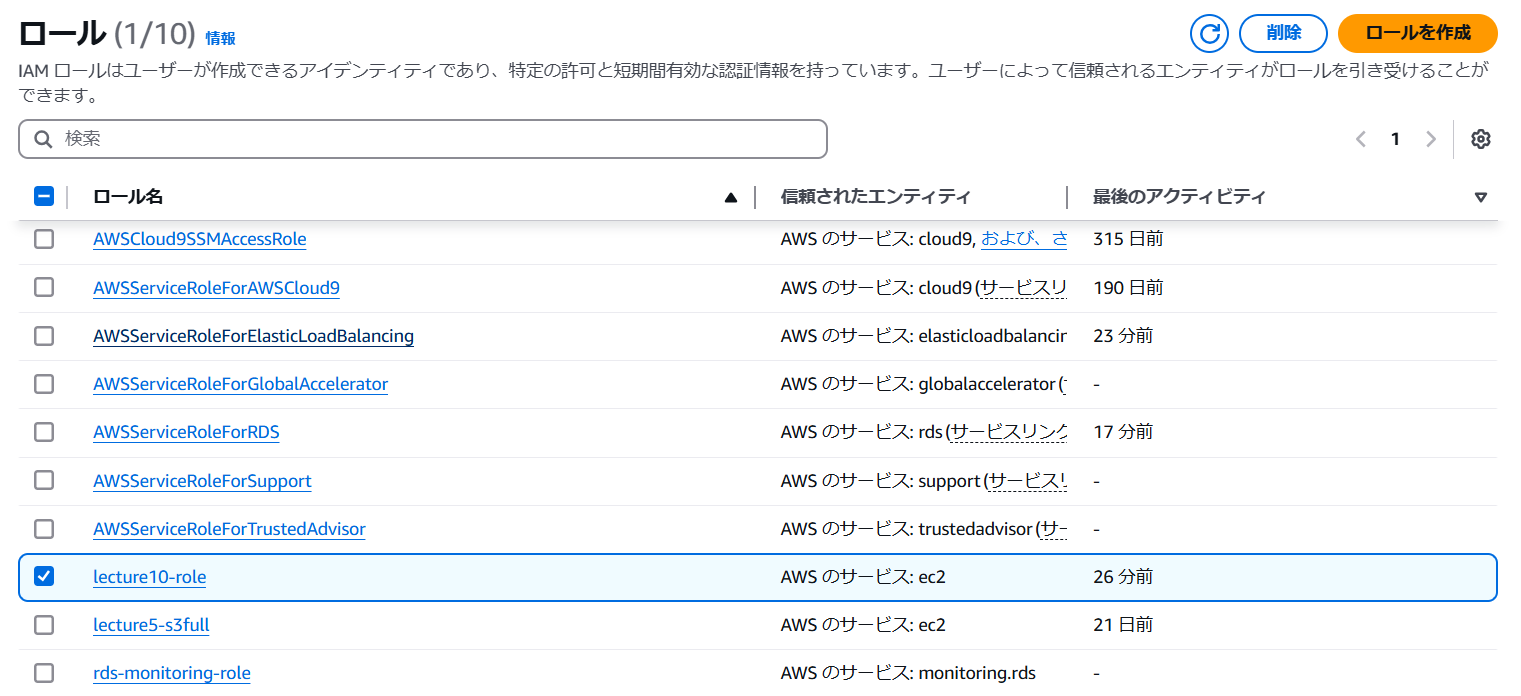 ロール (1/10) 情報
削除
ロールを作成
IAM ロールはユーザーが作成できるアイデンティティであり、特定の許可と短期間有効な認証情報を持っています。ユーザーによって信頼されるエンティティがロールを引き受けることが
できます。
検索
1
ロール名 信頼されたエンティティ 最後のアクティビティ
AWSCloud9SSMAccessRole AWS のサービス: cloud9, および、さ 315 日前
AWSServiceRoleForAWSCloud9 AWS のサービス: cloud9 (サービスリ 190 日前
AWSServiceRoleForElasticLoadBalancing AWS のサービス: elasticloadbalancin 23 分前
AWSServiceRoleForGlobalAccelerator AWS のサービス: globalaccelerator ( -
AWSServiceRoleForRDS AWS のサービス: rds (サービスリンク 17 分前
AWSServiceRoleForSupport AWS のサービス: support (サービスリ -
AWSServiceRoleForTrustedAdvisor AWS のサービス: trustedadvisor (サー -
lecture10-role AWS のサービス: ec2 26 分前
lecture5-s3full AWS のサービス: ec2 21 日前
rds-monitoring-role AWS のサービス: monitoring.rds -